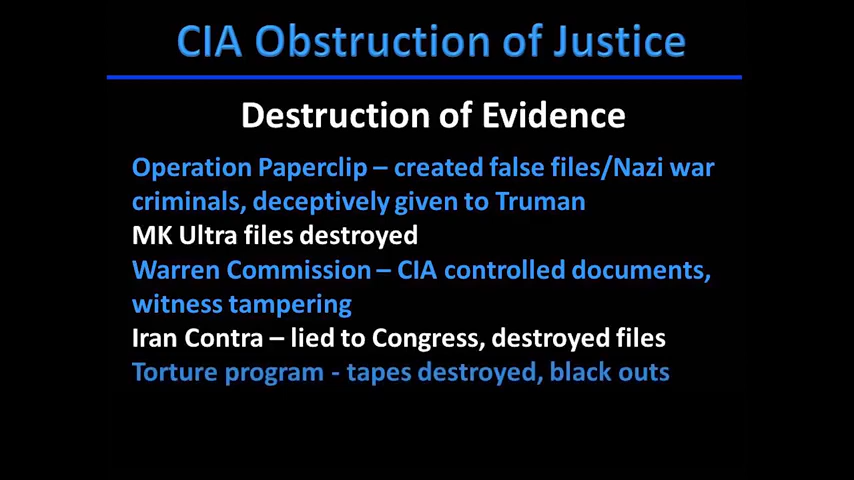 CIA Obstruction of Justice
Destruction of Evidence
Operation Paperclip – created false files/Nazi war
criminals, deceptively given to Truman
MK Ultra files destroyed
Warren Commission – CIA controlled documents,
witness tampering
Iran Contra – lied to Congress, destroyed files
Torture program - tapes destroyed, black outs